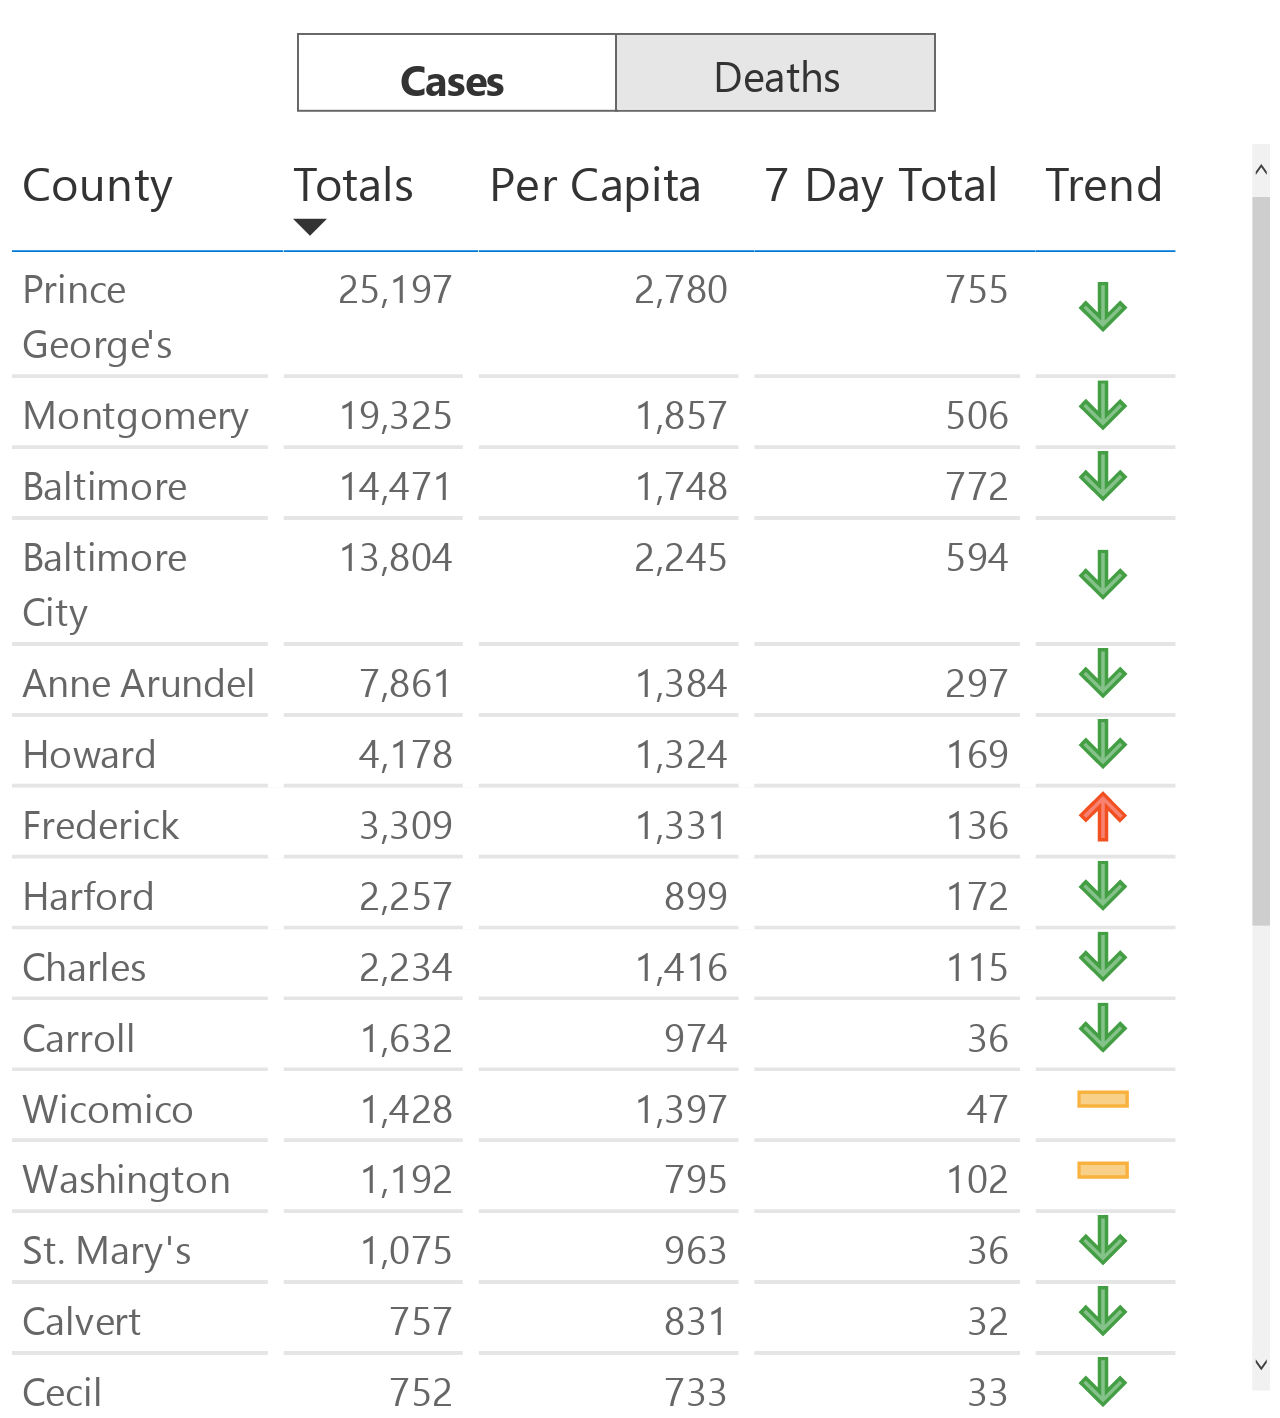 Cases Deaths
County Totals Per Capita 7 Day Total Trend
Prince 25,197 2,780 755
George's
Montgomery 19,325 1,857 506
Baltimore 14,471 1,748 772
Baltimore 13,804 2,245 594
City
Anne Arundel 7,861 1,384 297
Howard 4,178 1,324 169
Frederick 3,309 1,331 136
Harford 2,257 899 172
Charles 2,234 1,416 115
Carroll 1,632 974 36
Wicomico 1,428 1,397 47
Washington 1,192 795 102
St. Mary's 1,075 963 36
Calvert 757 831 32
Cecil 752 733 33